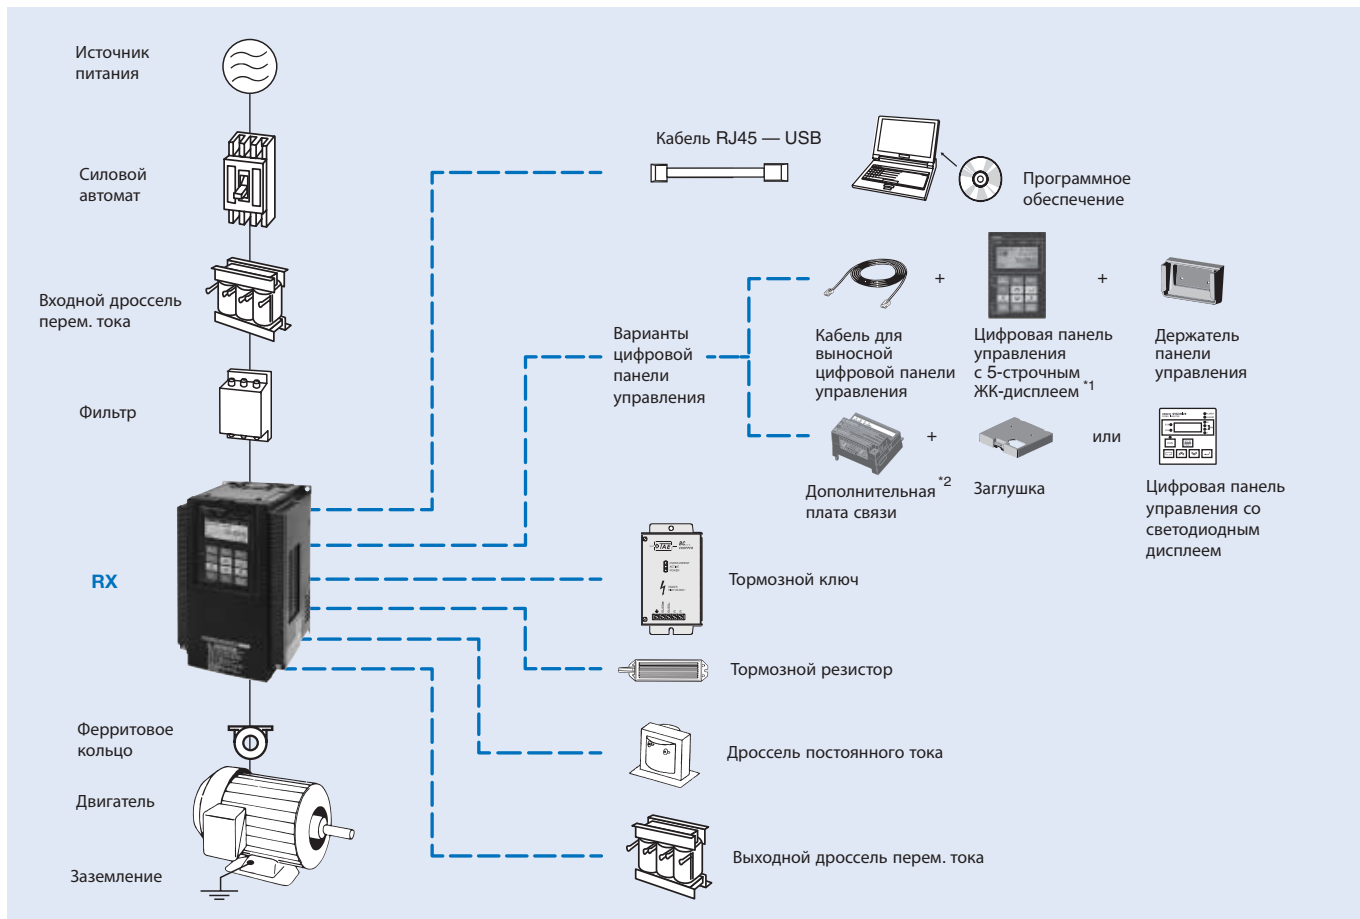 Источник
питания
Силовой
автомат
Входной дроссель
перем. тока
Фильтр
RX
Ферритовое
кольцо
Двигатель
Заземление
Кабель RJ45 — USB
Программное
обеспечение
Варианты
цифровой
панели
управления
+
+
Кабель для
выносной
цифровой панели
управления
Цифровая панель
управления
с 5-строчным
ЖК-дисплеем *1
Держатель
панели
управления
+
или
Дополнительная *2
плата связи
Заглушка
Цифровая панель
управления со
светодиодным
дисплеем
Тормозной ключ
Тормозной резистор
Дроссель постоянного тока
Выходной дроссель перем. тока